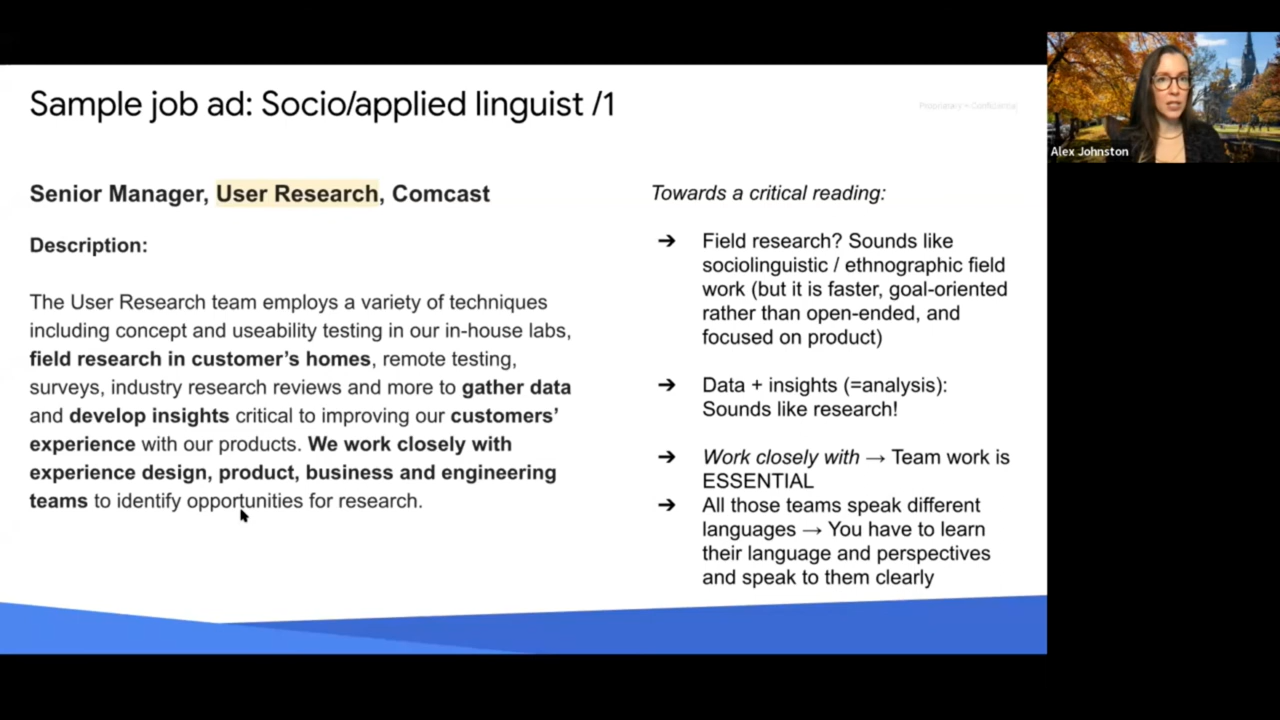 Sample job ad: Socio/applied linguist /1
Proprietary + Confidential
Senior Manager, User Research, Comcast
Description:
The User Research team employs a variety of techniques
including concept and useability testing in our in-house labs,
field research in customer's homes, remote testing,
surveys, industry research reviews and more to gather data
and develop insights critical to improving our customers'
experience with our products. We work closely with
experience design, product, business and engineering
teams to identify opportunities for research.
Towards a critical reading:
➔ Field research? Sounds like
sociolinguistic / ethnographic field
work (but it is faster, goal-oriented
rather than open-ended, and
focused on product)
➔ Data + insights (=analysis):
Sounds like research!
➔ Work closely with → Team work is
ESSENTIAL
➔ All those teams speak different
languages → You have to learn
their language and perspectives
and speak to them clearly
Alex Johnston